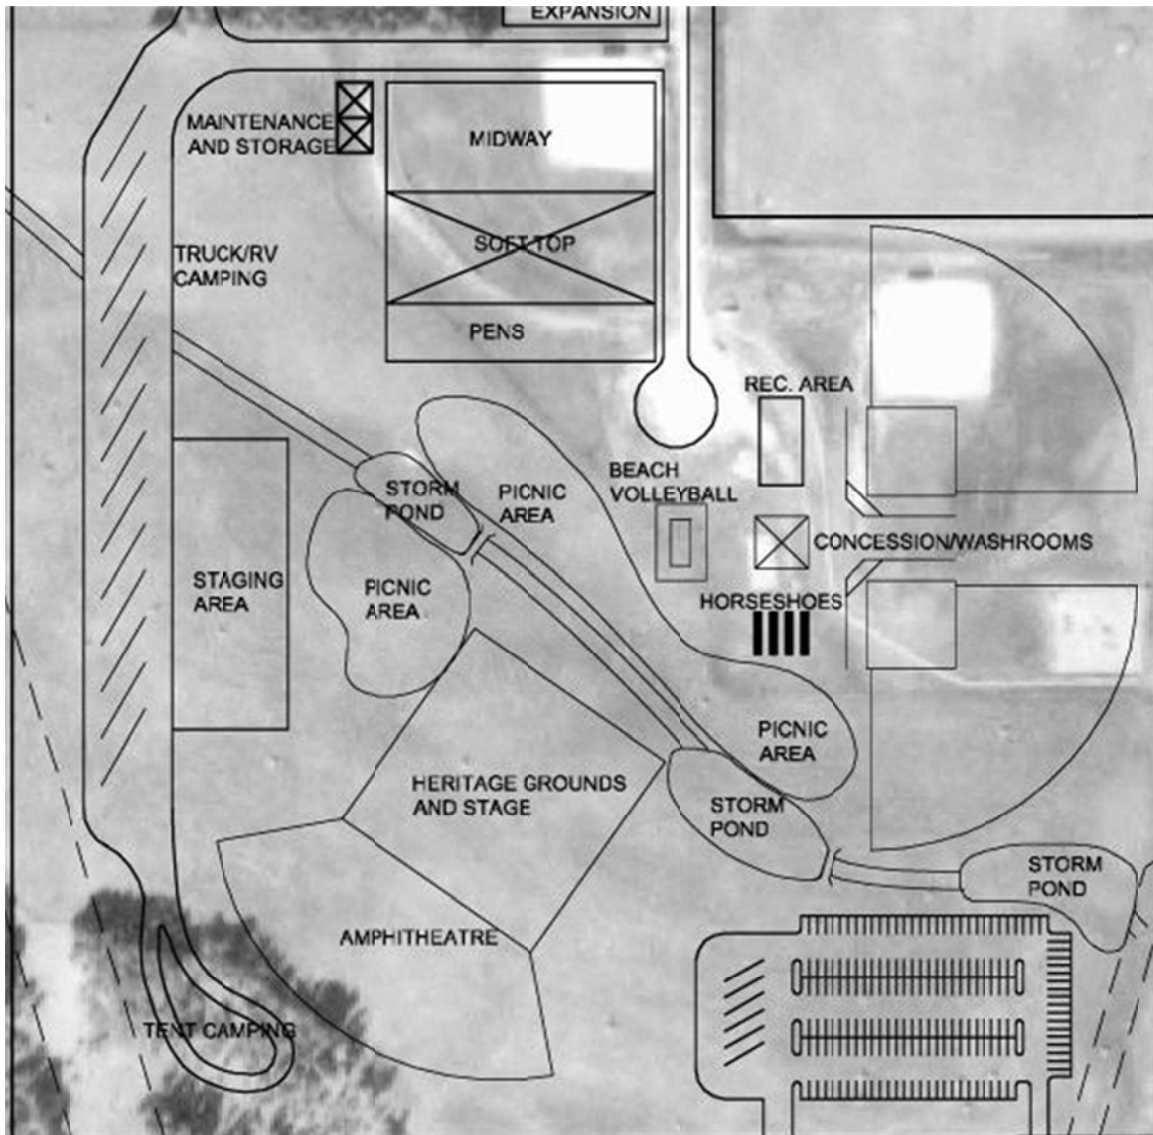 EXPANSION
MAINTENANCE
AND STORAGE
MIDWAY
SOFT TOP
TRUCK/RV
CAMPING
PENS
REC. AREA
BEACH
VOLLEYBALL
STORM
POND
PICNIC
AREA
CONCESSION/WASHROOMS
STAGING
AREA
PICNIC
AREA
HORSESHOES
PICNIC
AREA
HERITAGE GROUNDS
AND STAGE
STORM
POND
STORM
POND
AMPHITHEATRE
TENT CAMPING